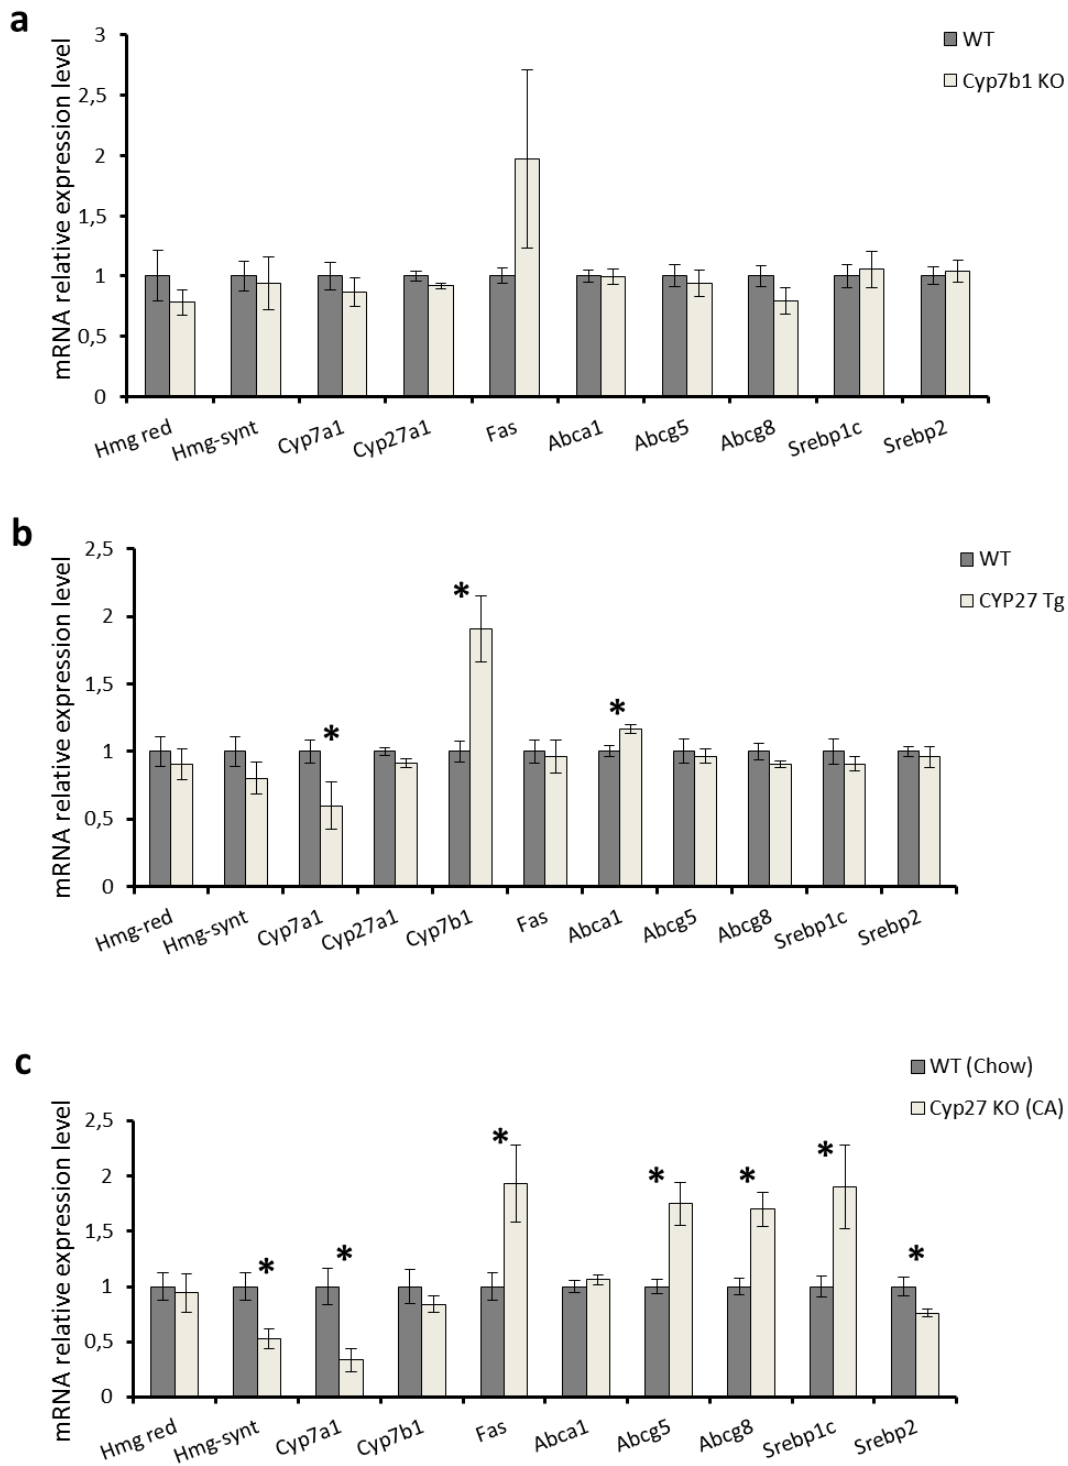 a
mRNA relative expression level
3
2,5
2
1,5
1
0,5
0
WT
Cyp7b1 KO
Hmg red
Hmg-synt
Cyp7a1
Cyp27a1
Fas
Abca1
Abcg5
Abcg8
Srebp1c
Srebp2
b
mRNA relative expression level
2,5
2
1,5
1
0,5
0
WT
CYP27 Tg
*
*
*
Hmg-red
Hmg-synt
Cyp7a1
Cyp27a1
Cyp7b1
Fas
Abca1
Abcg5
Abcg8
Srebp1c
Srebp2
c
mRNA relative expression level
2,5
2
1,5
1
0,5
0
WT (Chow)
Cyp27 KO (CA)
*
*
*
*
*
*
*
Hmg red
Hmg-synt
Cyp7a1
Cyp7b1
Fas
Abca1
Abcg5
Abcg8
Srebp1c
Srebp2